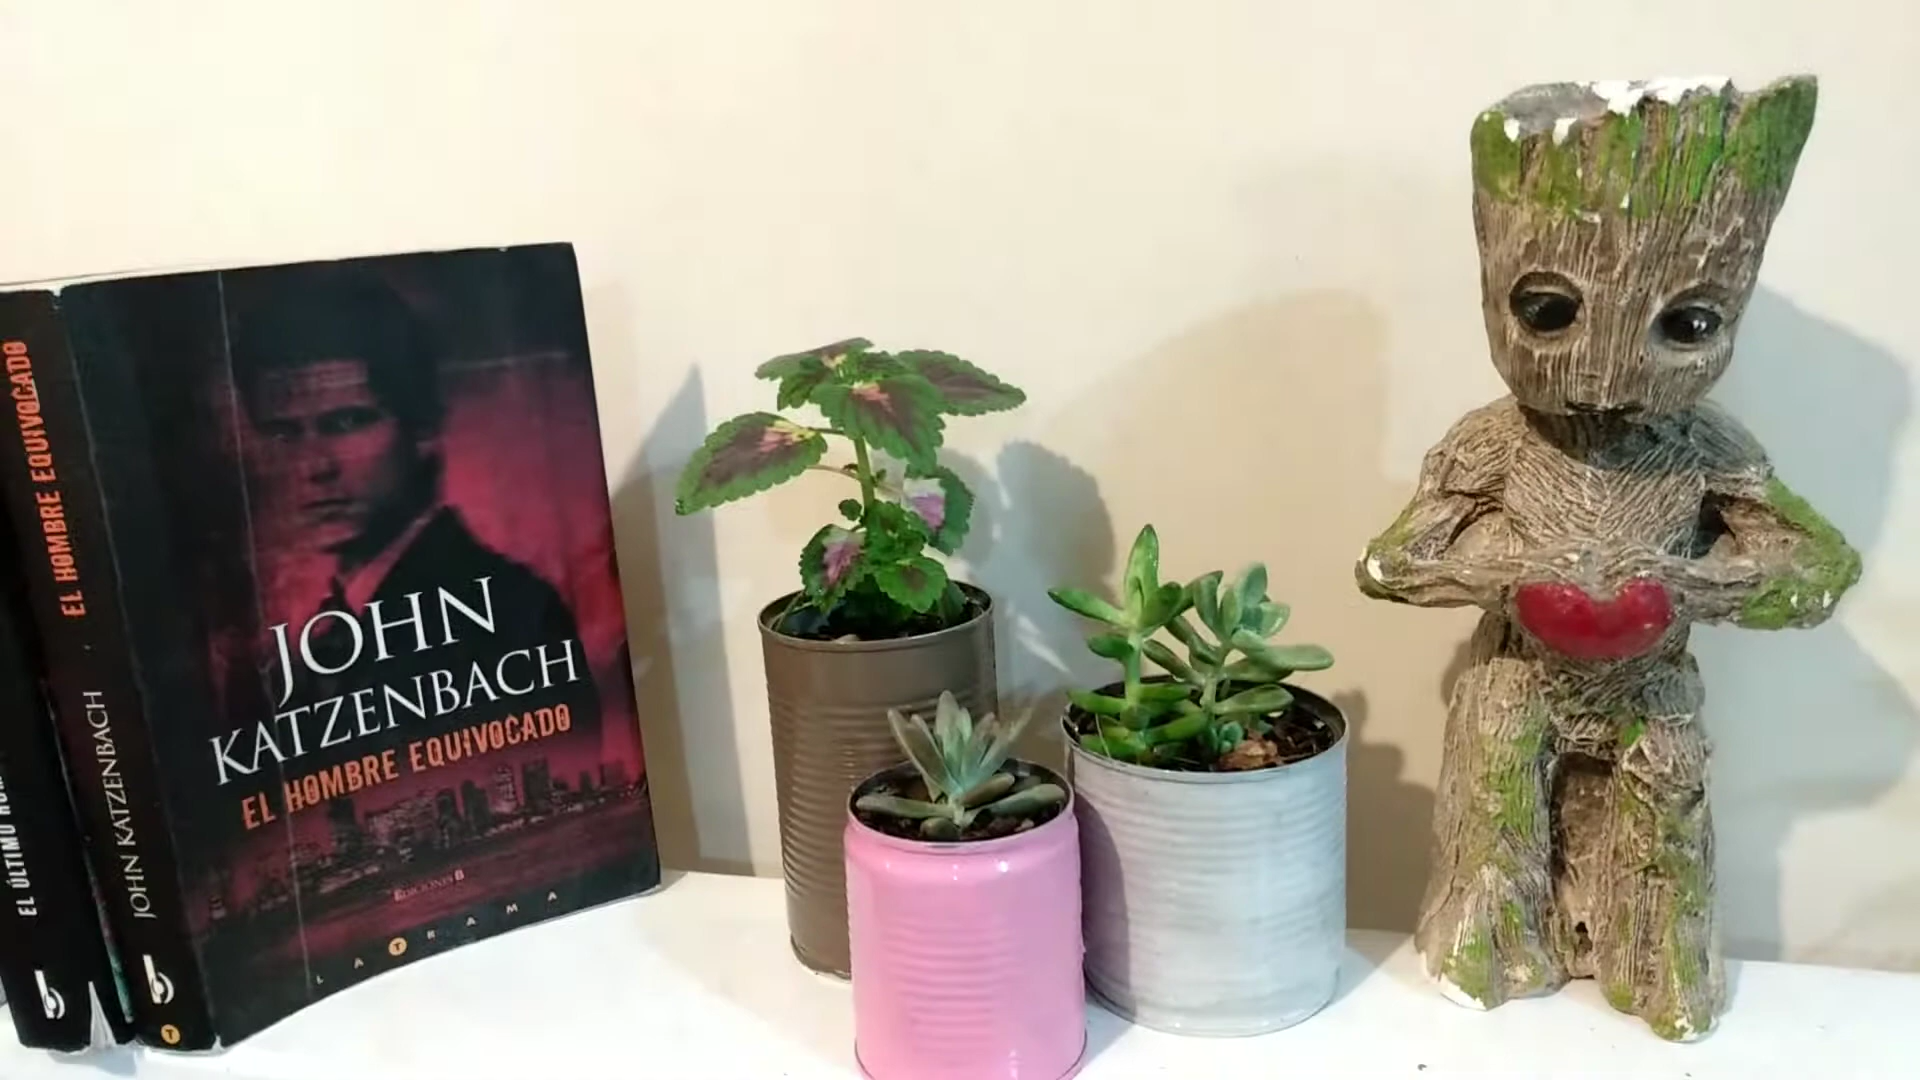 EL ÚLTIMO
EL HOMBRE EQUIVOCADO
JOHN KATZENBACH
b
b
T
JOHN
KATZENBACH
EL HOMBRE EQUIVOCADO
EDICIONES B
LA TRAMA